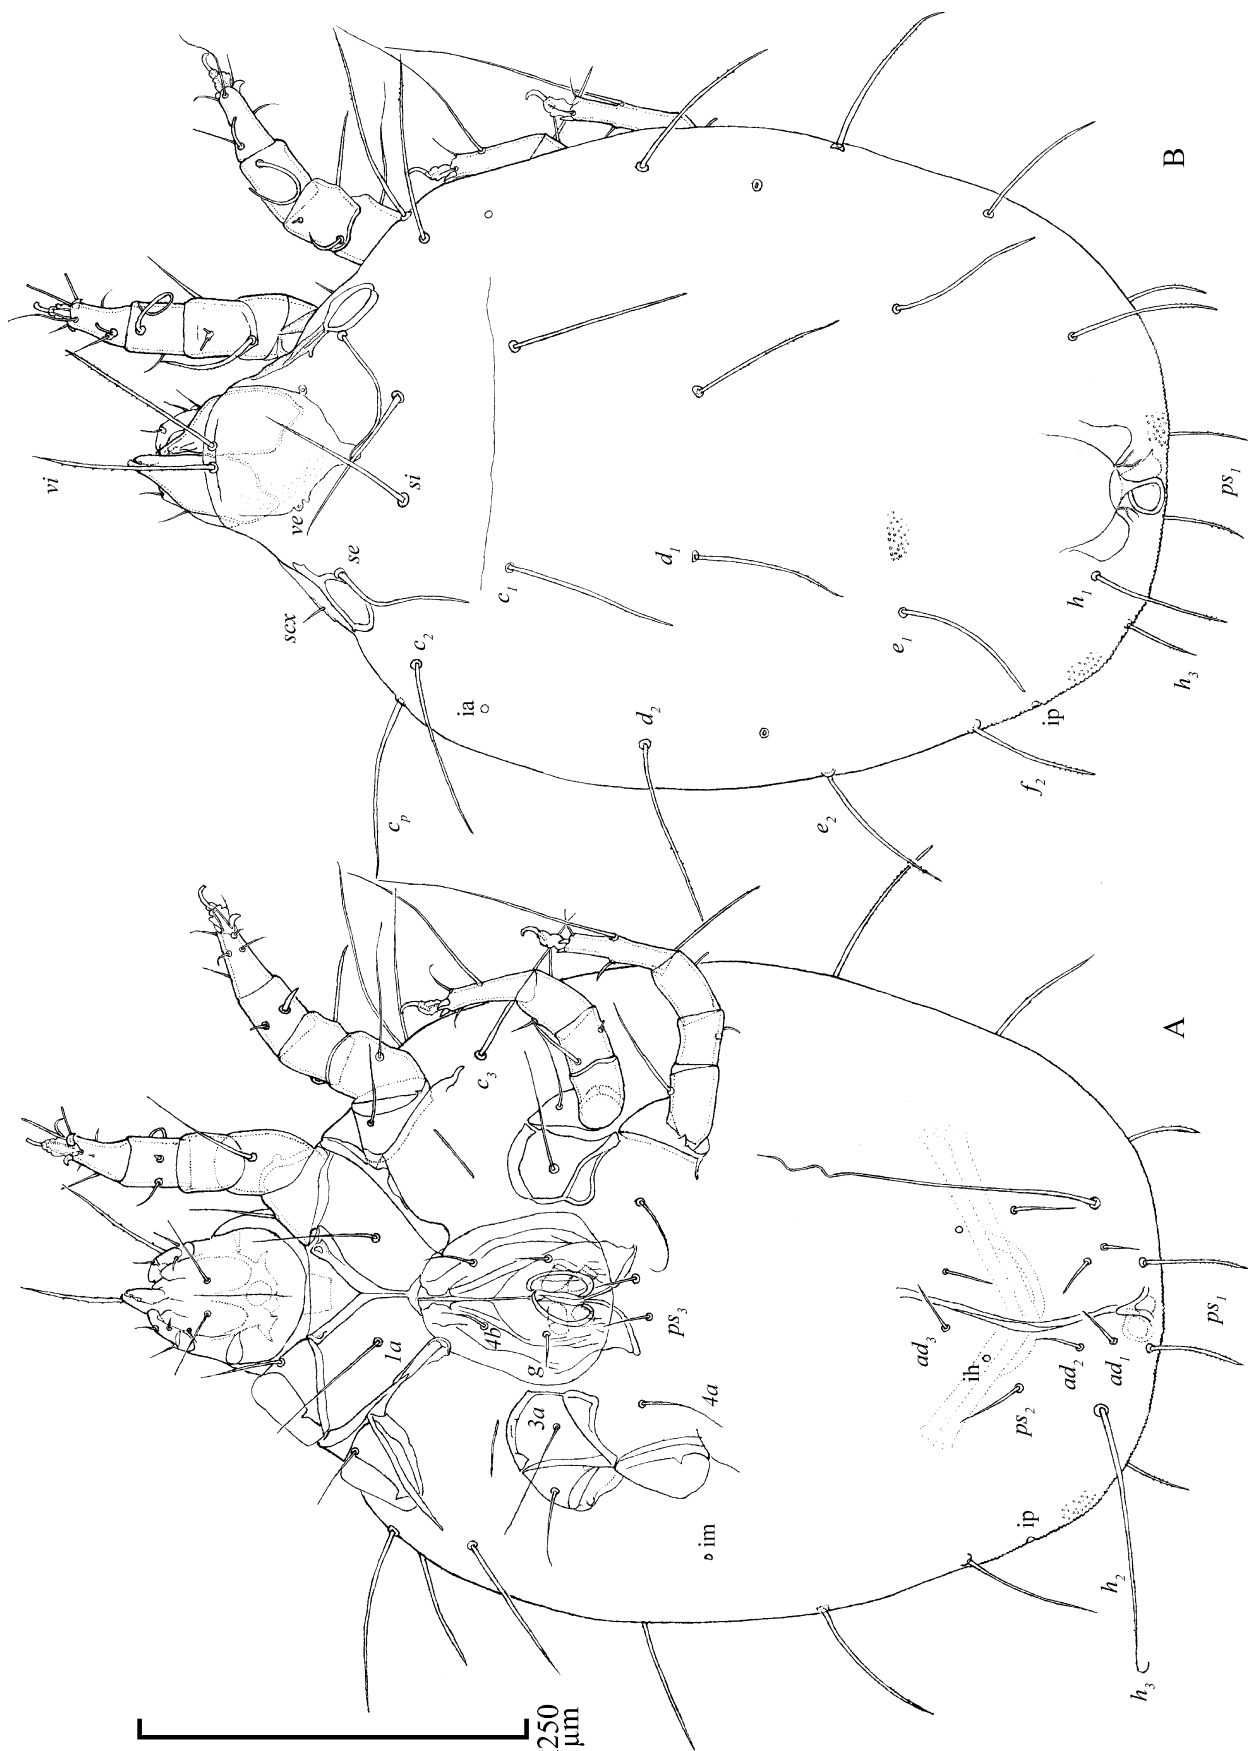 vi
ve
si
se
scx
c2
c1
ia
cp
d1
d2
e1
e2
f2
ip
h1
h3
ps1
B
c3
1a
4b
g
ps3
3a
4a
im
ad3
ih
ad2
ad1
ps2
ps1
ip
h2
h3
A
250
µm